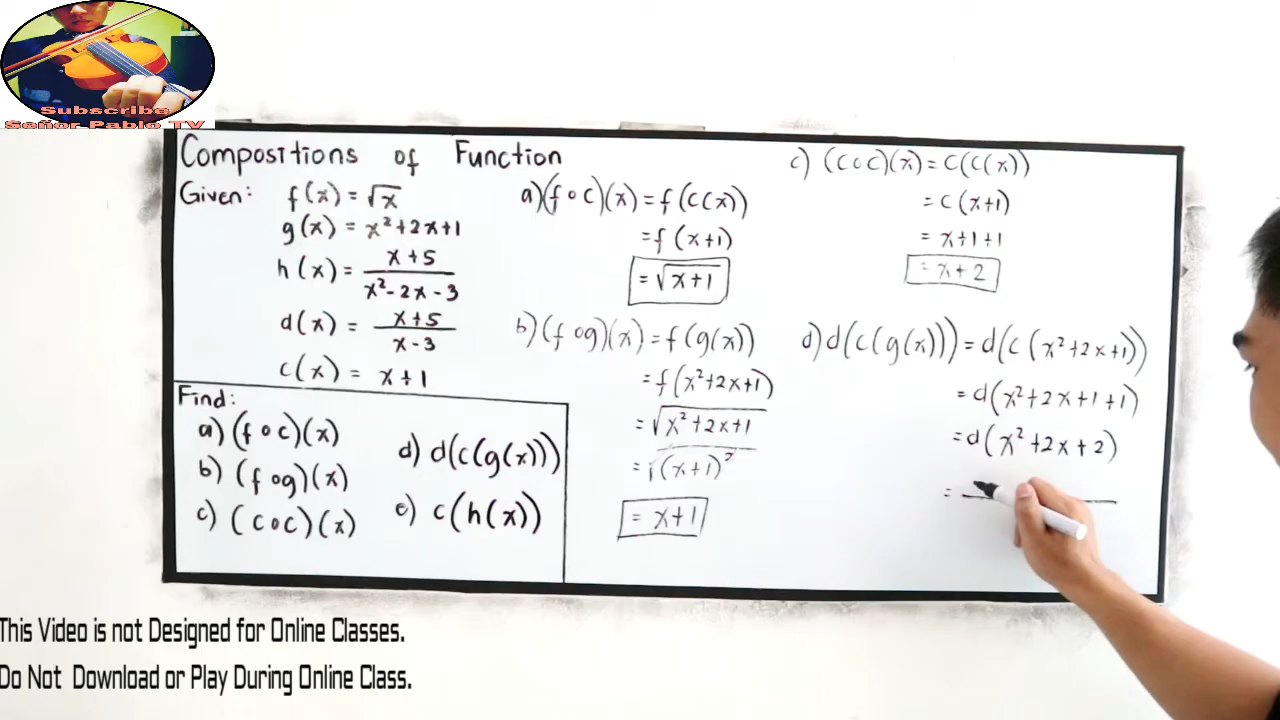 Subscribe
Señor Pablo TV
Compositions of Function
Given: f(x) = √x
g(x) = x²+2x+1
h(x) = x+5 / x²-2x-3
d(x) = x+5 / x-3
c(x) = x+1
Find:
a) (f∘c)(x)
b) (f∘g)(x)
c) (c∘c)(x)
d) d(c(g(x)))
e) c(h(x))
a)(f∘c)(x) = f(c(x))
= f(x+1)
= √x+1
b)(f∘g)(x) = f(g(x))
= f(x²+2x+1)
= √x²+2x+1
= √(x+1)²
= x+1
c) (c∘c)(x) = c(c(x))
= c(x+1)
= x+1+1
= x+2
d) d(c(g(x))) = d(c(x²+2x+1))
= d(x²+2x+1+1)
= d(x²+2x+2)
=
This Video is not Designed for Online Classes.
Do Not Download or Play During Online Class.